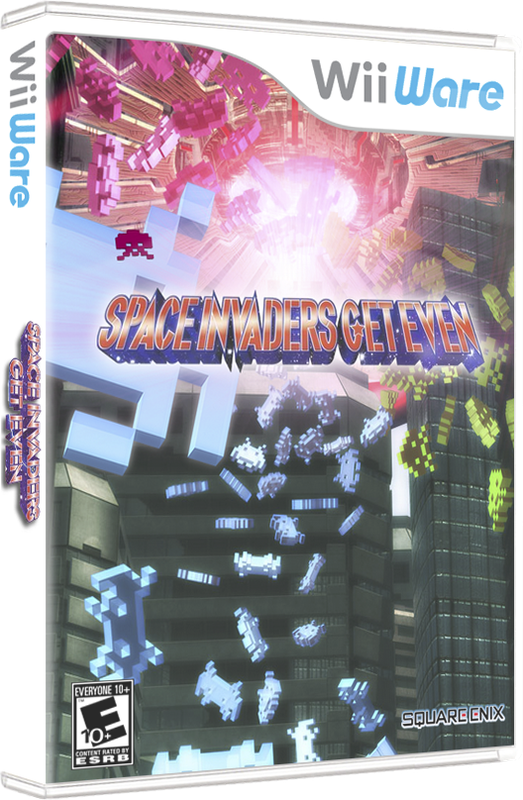 WiiWare
WiiWare
SPACE INVADERS GET EVEN
SPACE INVADERS
GET EVEN
EVERYONE 10+
E
10+
CONTENT RATED BY
ESRB
SQUARE ENIX